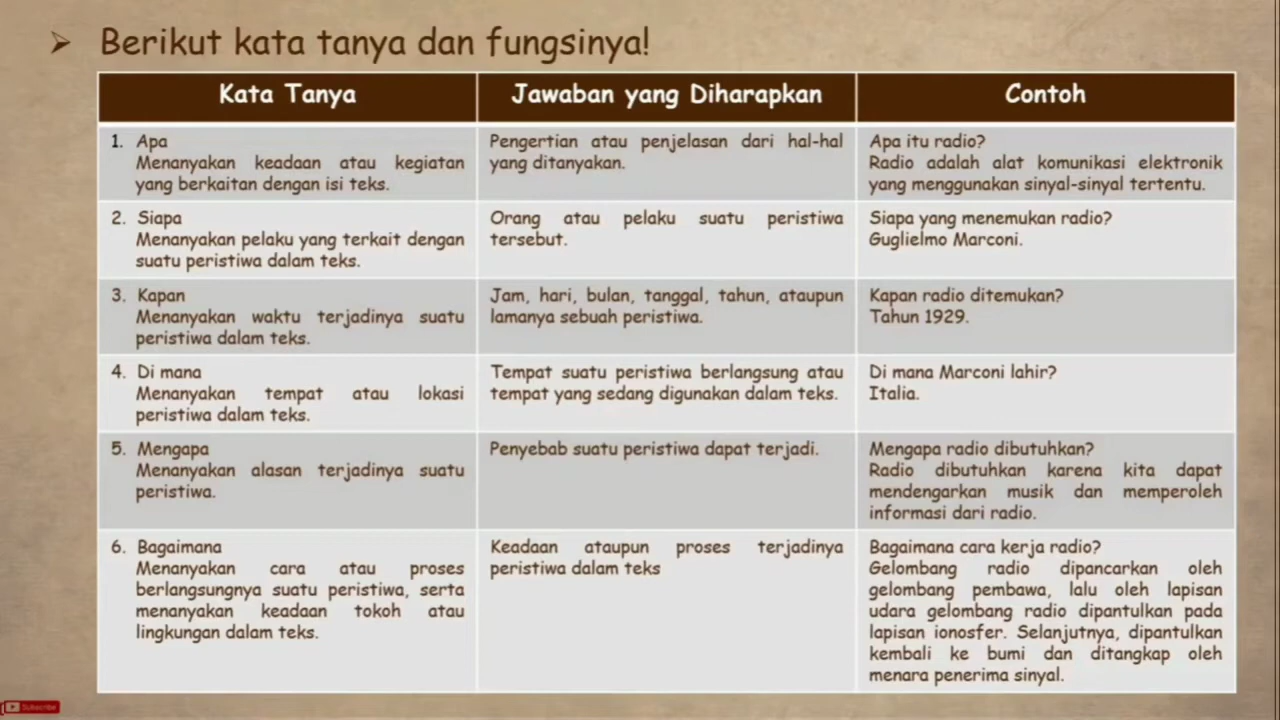 ➢ Berikut kata tanya dan fungsinya!
Kata Tanya
Jawaban yang Diharapkan
Contoh
1. Apa
Menanyakan keadaan atau kegiatan
yang berkaitan dengan isi teks.
Pengertian atau penjelasan dari hal-hal
yang ditanyakan.
Apa itu radio?
Radio adalah alat komunikasi elektronik
yang menggunakan sinyal-sinyal tertentu.
2. Siapa
Menanyakan pelaku yang terkait dengan
suatu peristiwa dalam teks.
Orang atau pelaku suatu peristiwa
tersebut.
Siapa yang menemukan radio?
Guglielmo Marconi.
3. Kapan
Menanyakan waktu terjadinya suatu
peristiwa dalam teks.
Jam, hari, bulan, tanggal, tahun, ataupun
lamanya sebuah peristiwa.
Kapan radio ditemukan?
Tahun 1929.
4. Di mana
Menanyakan tempat atau lokasi
peristiwa dalam teks.
Tempat suatu peristiwa berlangsung atau
tempat yang sedang digunakan dalam teks.
Di mana Marconi lahir?
Italia.
5. Mengapa
Menanyakan alasan terjadinya suatu
peristiwa.
Penyebab suatu peristiwa dapat terjadi.
Mengapa radio dibutuhkan?
Radio dibutuhkan karena kita dapat
mendengarkan musik dan memperoleh
informasi dari radio.
6. Bagaimana
Menanyakan cara atau proses
berlangsungnya suatu peristiwa, serta
menanyakan keadaan tokoh atau
lingkungan dalam teks.
Keadaan ataupun proses terjadinya
peristiwa dalam teks
Bagaimana cara kerja radio?
Gelombang radio dipancarkan oleh
gelombang pembawa, lalu oleh lapisan
udara gelombang radio dipantulkan pada
lapisan ionosfer. Selanjutnya, dipantulkan
kembali ke bumi dan ditangkap oleh
menara penerima sinyal.
Subscribe